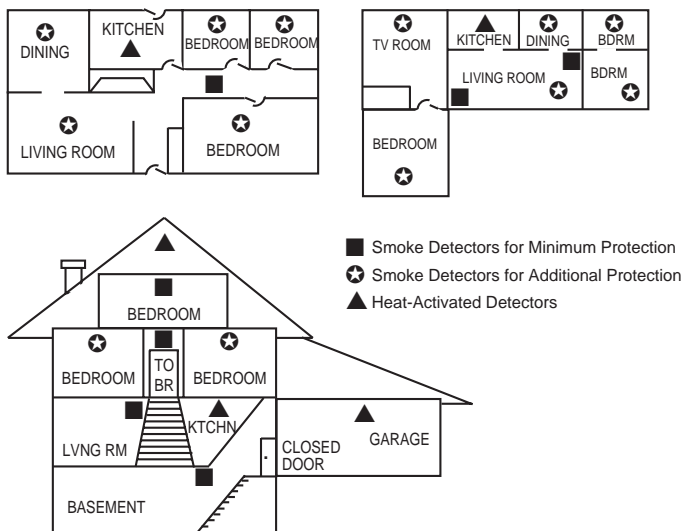 DINING
KITCHEN
BEDROOM
BEDROOM
LIVING ROOM
BEDROOM
TV ROOM
KITCHEN
DINING
BDRM
LIVING ROOM
BDRM
BEDROOM
Smoke Detectors for Minimum Protection
Smoke Detectors for Additional Protection
Heat-Activated Detectors
BEDROOM
BEDROOM
TO
BR
BEDROOM
LVNG RM
KTCHN
CLOSED
DOOR
GARAGE
BASEMENT